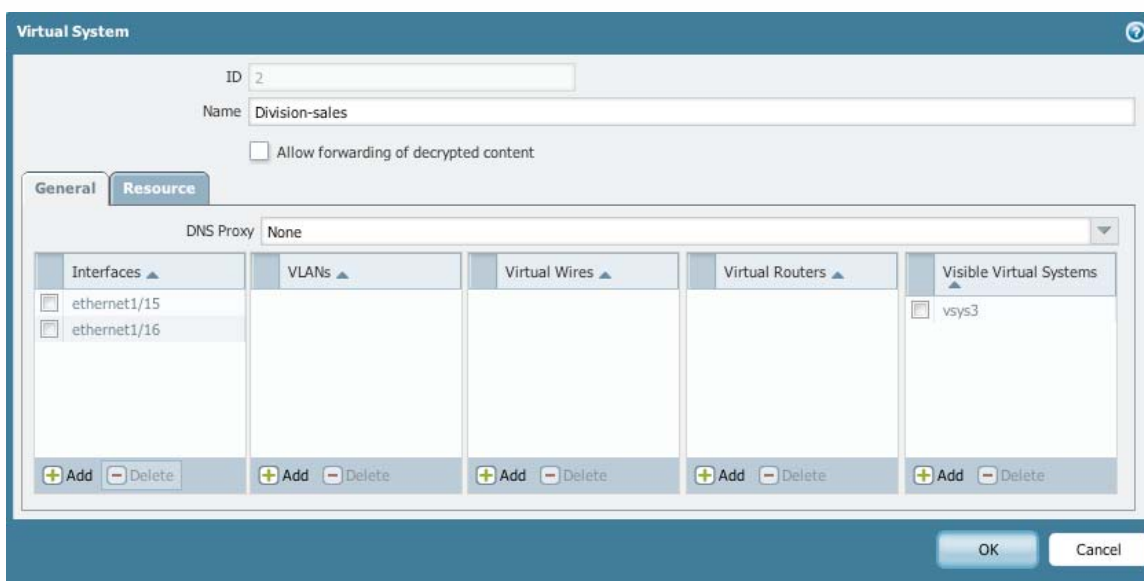 Virtual System
ID 2
Name Division-sales
Allow forwarding of decrypted content
General Resource
DNS Proxy None
Interfaces VLANs Virtual Wires Virtual Routers Visible Virtual Systems
ethernet1/15 vsys3
ethernet1/16
Add Delete Add Delete Add Delete Add Delete Add Delete
OK Cancel